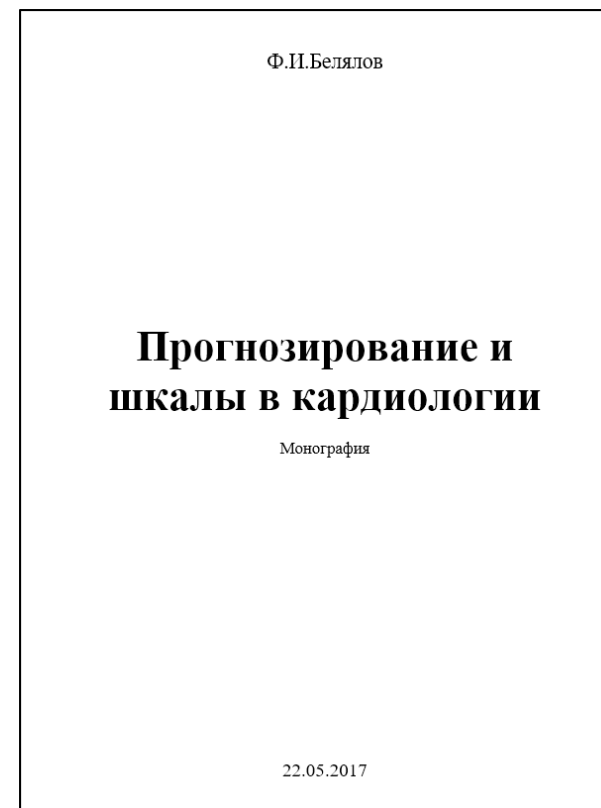 Ф.И.Белялов
Прогнозирование и
шкалы в кардиологии
Монография
22.05.2017